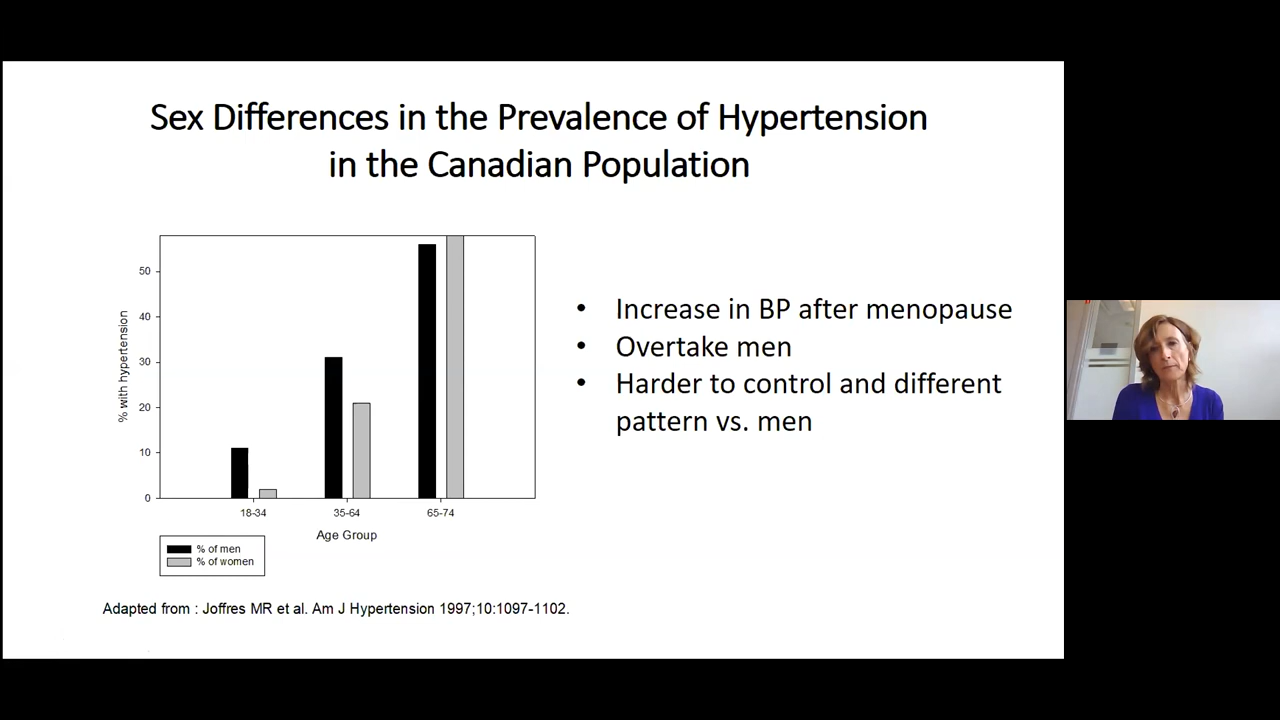 Sex Differences in the Prevalence of Hypertension
in the Canadian Population
50
40
30
20
10
0
% with hypertension
18-34
35-64
65-74
Age Group
% of men
% of women
• Increase in BP after menopause
• Overtake men
• Harder to control and different
pattern vs. men
Adapted from : Joffres MR et al. Am J Hypertension 1997;10:1097-1102.